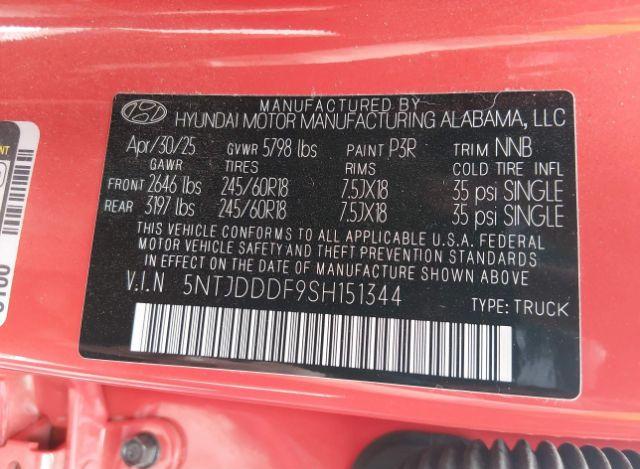 MANUFACTURED BY
HYUNDAI MOTOR MANUFACTURING ALABAMA, LLC
Apr/30/25 GVWR 5798 lbs PAINT P3R TRIM NNB
GAWR TIRES RIMS COLD TIRE INFL
FRONT 2646 lbs 245/60R18 7.5JX18 35 psi SINGLE
REAR 3197 lbs 245/60R18 7.5JX18 35 psi SINGLE
THIS VEHICLE CONFORMS TO ALL APPLICABLE U.S.A. FEDERAL
MOTOR VEHICLE SAFETY AND THEFT PREVENTION STANDARDS
IN EFFECT ON THE DATE OF MANUFACTURE SHOWN ABOVE.
V.I.N 5NTJDDDF9SH151344
TYPE: TRUCK